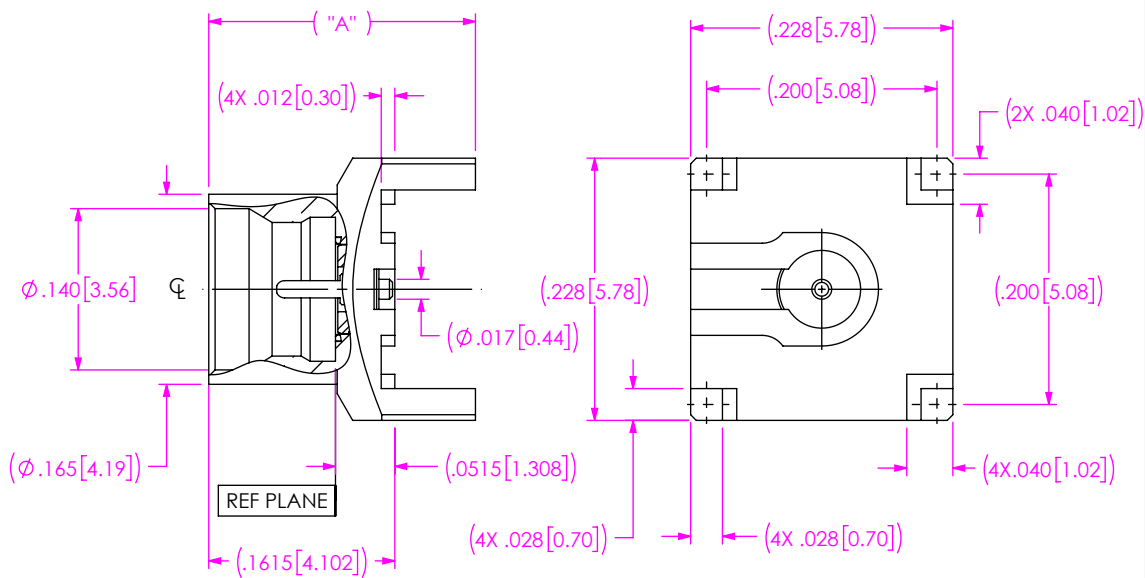 ( "A" )
(.228[5.78])
(.200[5.08])
(4X .012[0.30])
(2X .040[1.02])
Ø.140[3.56]
℄
(.228[5.78])
(.200[5.08])
(Ø.017[0.44])
(Ø.165[4.19])
(.0515[1.308])
(4X.040[1.02])
REF PLANE
(4X .028[0.70])
(4X .028[0.70])
(.1615[4.102])